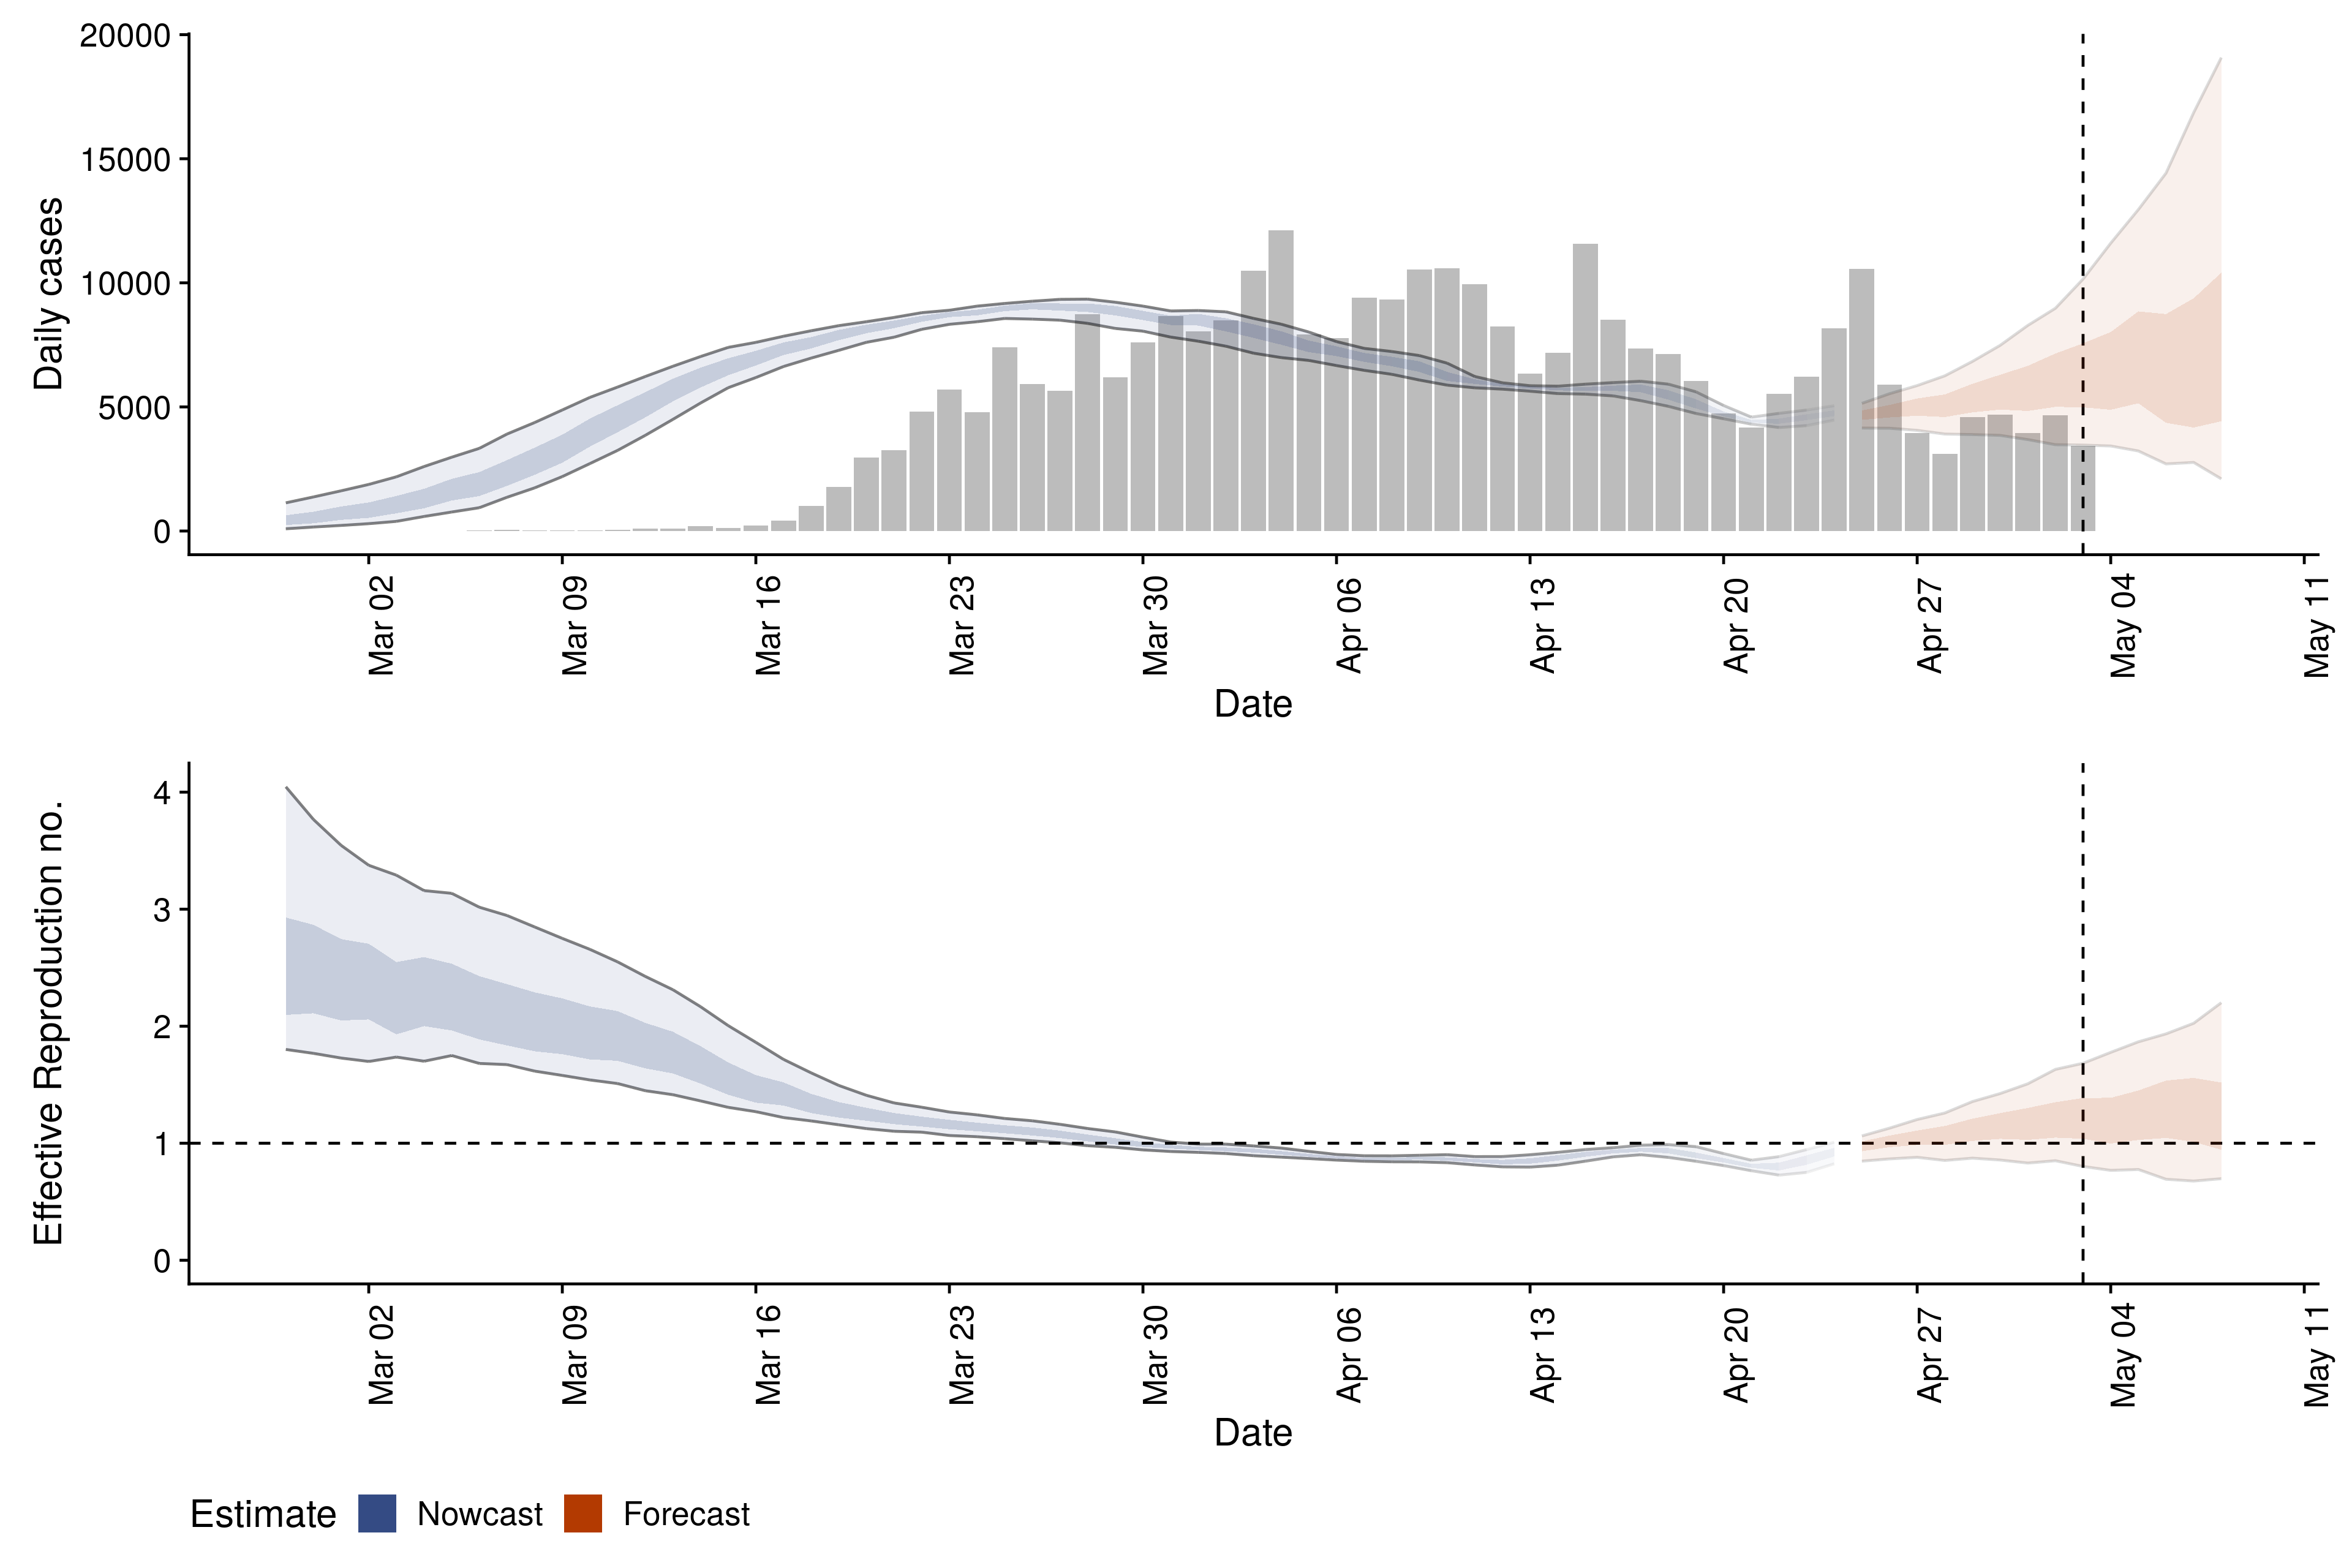 20000
15000
10000
5000
0
Daily cases
Mar 02
Mar 09
Mar 16
Mar 23
Mar 30
Apr 06
Apr 13
Apr 20
Apr 27
May 04
May 11
Date
4
3
2
1
0
Effective Reproduction no.
Mar 02
Mar 09
Mar 16
Mar 23
Mar 30
Apr 06
Apr 13
Apr 20
Apr 27
May 04
May 11
Date
Estimate Nowcast Forecast